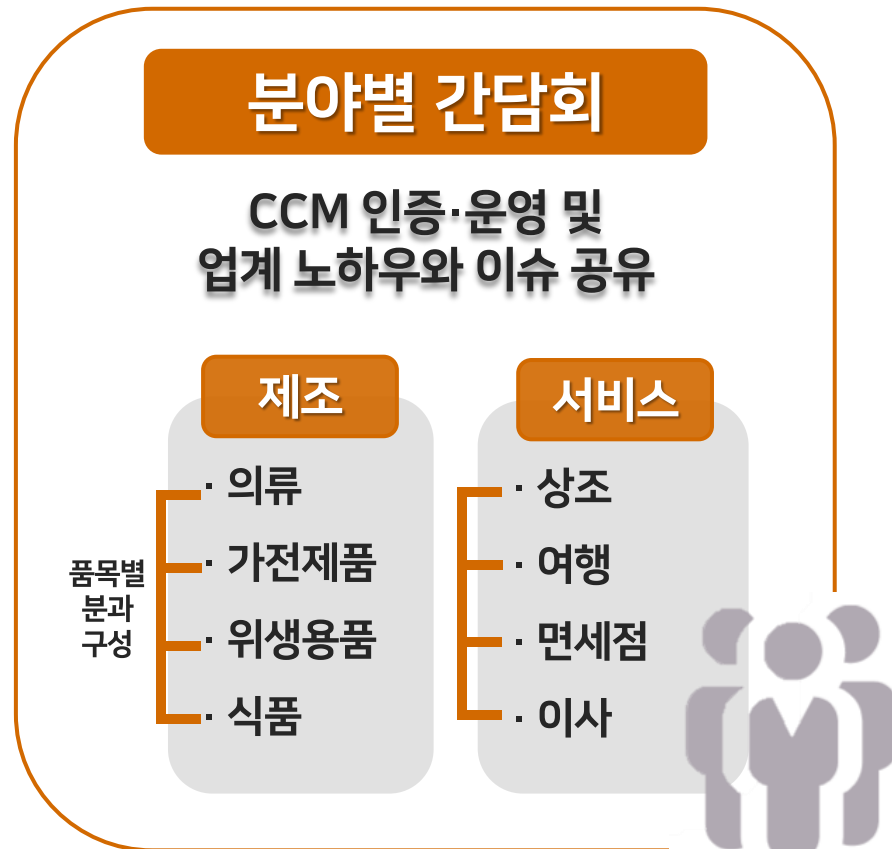 분야별 간담회
CCM 인증·운영 및
업계 노하우와 이슈 공유
제조
· 의류
· 가전제품
· 위생용품
· 식품
품목별
분과
구성
서비스
· 상조
· 여행
· 면세점
· 이사